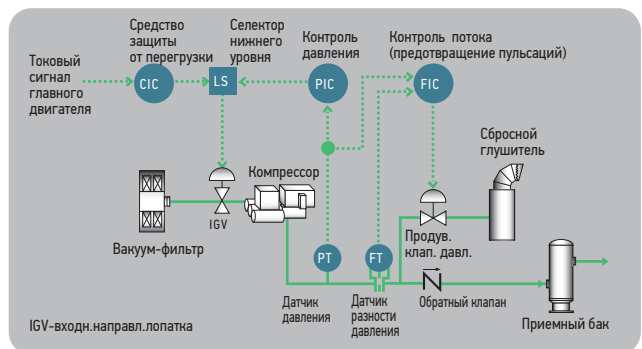 Токовый
сигнал
главного
двигателя
Средство
защиты
от перегрузки
Селектор
нижнего
уровня
Контроль
давления
Контроль потока
(предотвращение пульсаций)
CIC
LS
PIC
FIC
Сбросной
глушитель
Компрессор
IGV
Вакуум-фильтр
Продув.
клап. давл.
PT
FT
Датчик
давления
Датчик
разности
давления
Обратный клапан
Приемный бак
IGV-входн.направл.лопатка